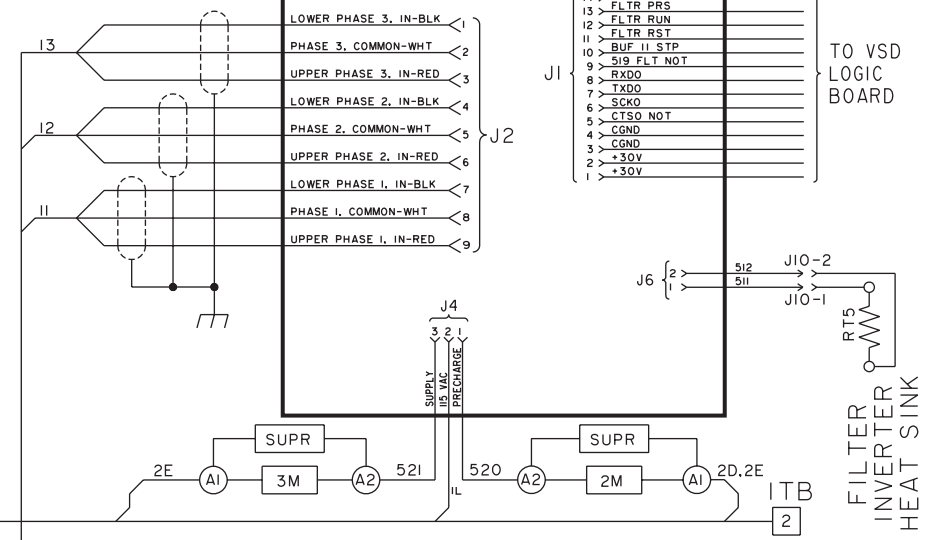 LOWER PHASE 3. IN-BLK 1
13 PHASE 3. COMMON-WHT 2
UPPER PHASE 3. IN-RED 3
LOWER PHASE 2. IN-BLK 4
12 PHASE 2. COMMON-WHT 5
J2
UPPER PHASE 2. IN-RED 6
LOWER PHASE 1. IN-BLK 7
11 PHASE 1. COMMON-WHT 8
UPPER PHASE 1. IN-RED 9
13 FLTR PRS
12 FLTR RUN
11 FLTR RST
10 BUF 11 STP
9 519 FLT NOT
8 RXDO
7 TXDO
6 SCKO
5 CTSO NOT
4 CGND
3 CGND
2 +30V
1 +30V
J1
TO VSD
LOGIC
BOARD
J6
2 512 J10-2
1 511 J10-1
RT5
FILTER
INVERTER
HEAT SINK
J4
3 2 1
SUPPLY
115 VAC
PRECHARGE
SUPR
2E A1 3M A2 521
1L
SUPR
520 A2 2M A1 2D,2E
1TB
2